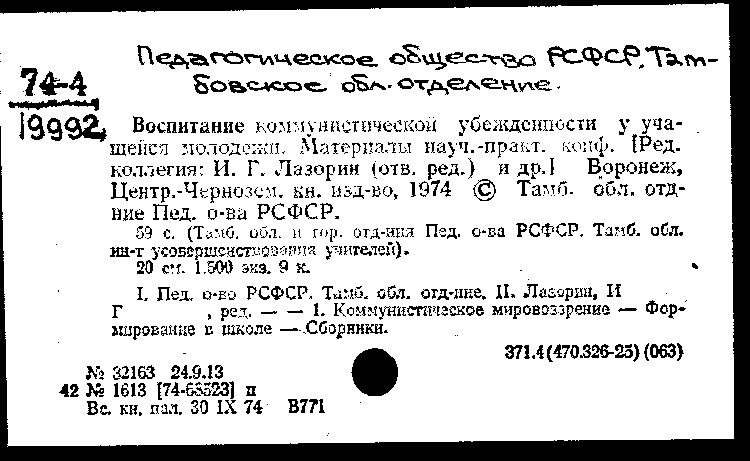 Педагогическое общество РСФСР. Там-
бовское обл. отделение.
74-4
19992
Воспитание коммунистической убежденности у уча-
щейся молодежи. Материалы науч.-практ. конф. [Ред.
коллегия: И. Г. Лазорин (отв. ред.) и др.] Воронеж,
Центр.-Чернозем. кн. изд-во, 1974 © Тамб. обл. отд-
ние Пед. о-ва РСФСР.
59 с. (Тамб. обл. и гор. отд-ния Пед. о-ва РСФСР. Тамб. обл.
ин-т усовершенствования учителей).
20 см. 1.500 экз. 9 к.
I. Пед. о-во РСФСР. Тамб. обл. отд-ние. II. Лазорин, И
Г , ред. — — 1. Коммунистическое мировоззрение — Фор-
мирование в школе — Сборники.
371.4(470.326-25)(063)
№ 32163 24.9.13
42 № 1613 [74-63523] п
Вс. кн. пал. 30 IX 74 В771